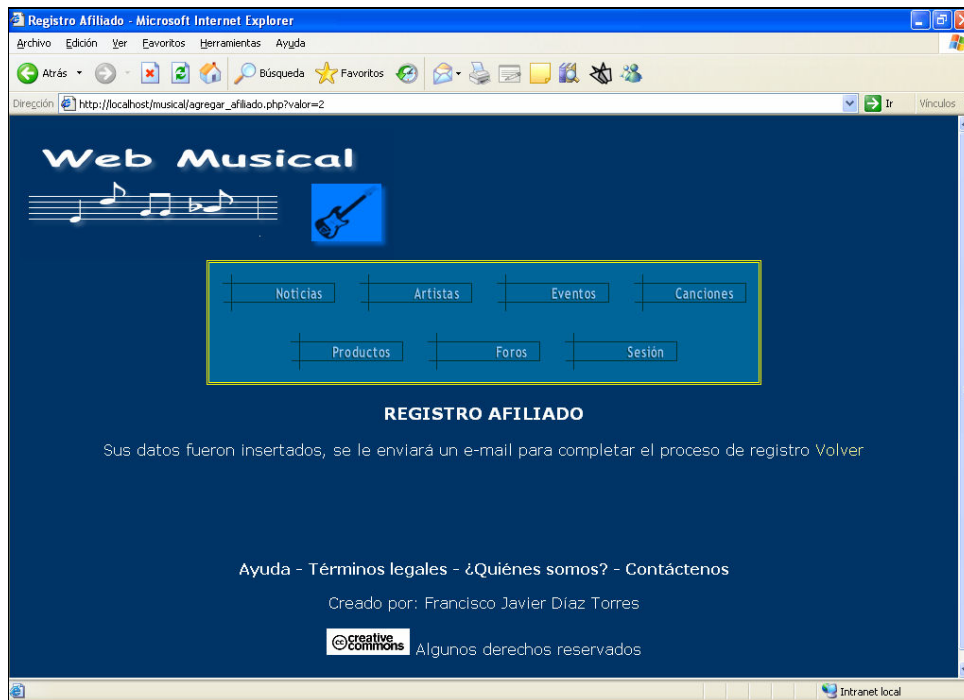 Registro Afiliado - Microsoft Internet Explorer
Archivo Edición Ver Favoritos Herramientas Ayuda
Atrás Búsqueda Favoritos
Dirección http://localhost/musical/agregar_afiliado.php?valor=2 Ir Vínculos
Web Musical
Noticias Artistas Eventos Canciones
Productos Foros Sesión
REGISTRO AFILIADO
Sus datos fueron insertados, se le enviará un e-mail para completar el proceso de registro Volver
Ayuda - Términos legales - ¿Quiénes somos? - Contáctenos
Creado por: Francisco Javier Díaz Torres
cc creative commons Algunos derechos reservados
Intranet local